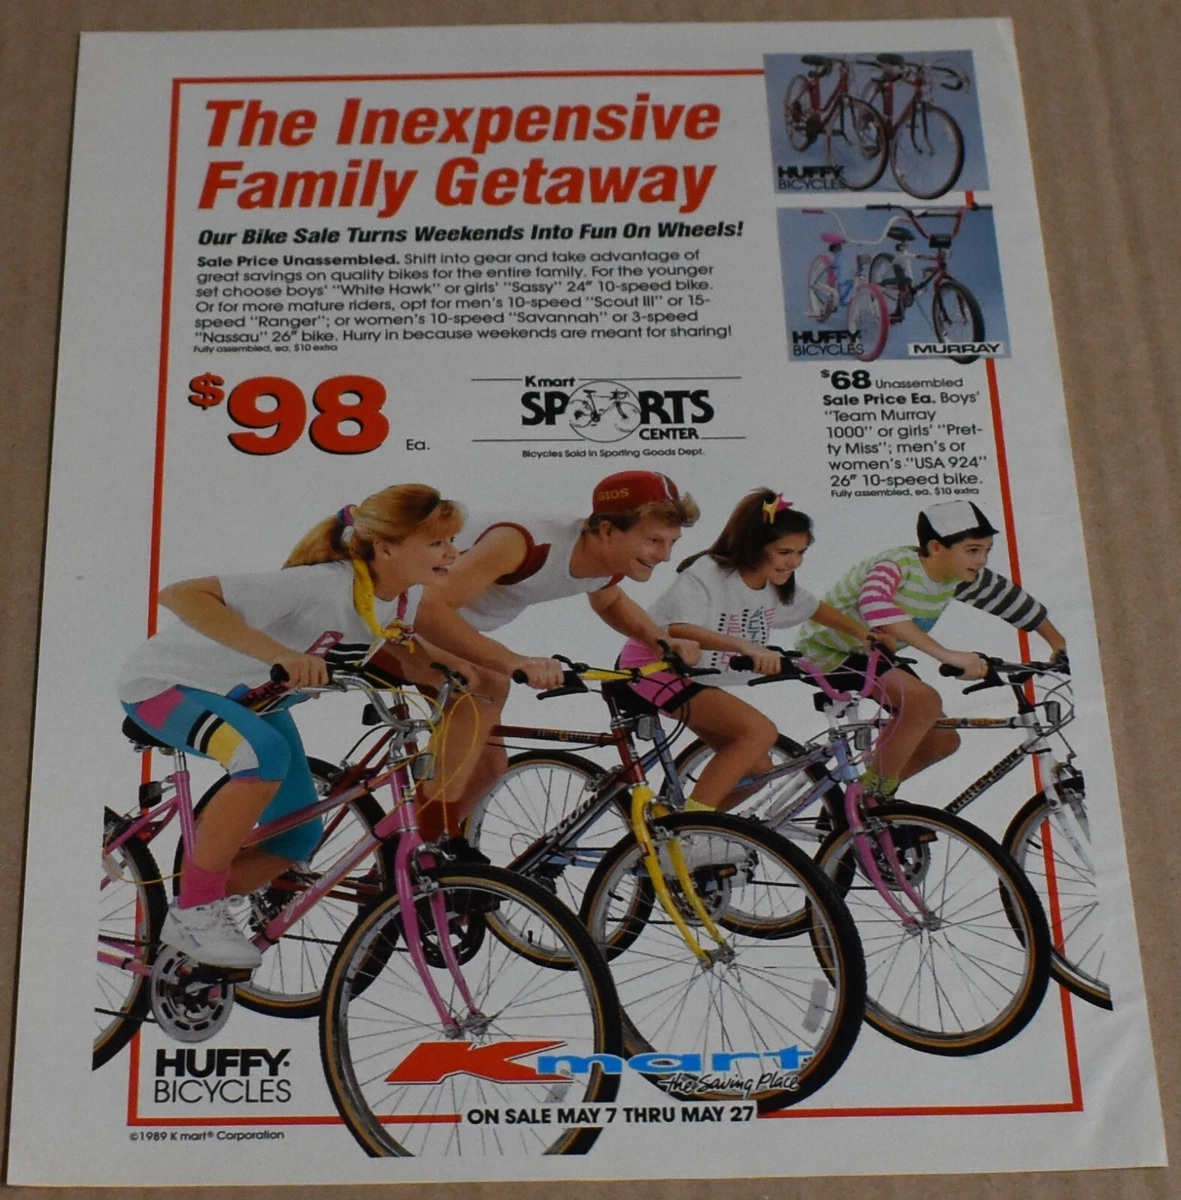 The Inexpensive
Family Getaway
Our Bike Sale Turns Weekends Into Fun On Wheels!
Sale Price Unassembled. Shift into gear and take advantage of
great savings on quality bikes for the entire family. For the younger
set choose boys' "White Hawk" or girls' "Sassy" 24" 10-speed bike.
Or for more mature riders, opt for men's 10-speed "Scout III" or 15-
speed "Ranger"; or women's 10-speed "Savannah" or 3-speed
"Nassau" 26" bike. Hurry in because weekends are meant for sharing!
Fully assembled, ea. $10 extra
$98 Ea.
Kmart
SPORTS
CENTER
Bicycles Sold in Sporting Goods Dept.
HUFFY
BICYCLES
HUFFY
BICYCLES
MURRAY
$68 Unassembled
Sale Price Ea. Boys'
"Team Murray
1000" or girls' "Pret-
ty Miss"; men's or
women's "USA 924"
26" 10-speed bike.
Fully assembled, ea. $10 extra
GIOS
Scout
HUFFY
BICYCLES
Kmart
the Saving Place
ON SALE MAY 7 THRU MAY 27
©1989 K mart® Corporation